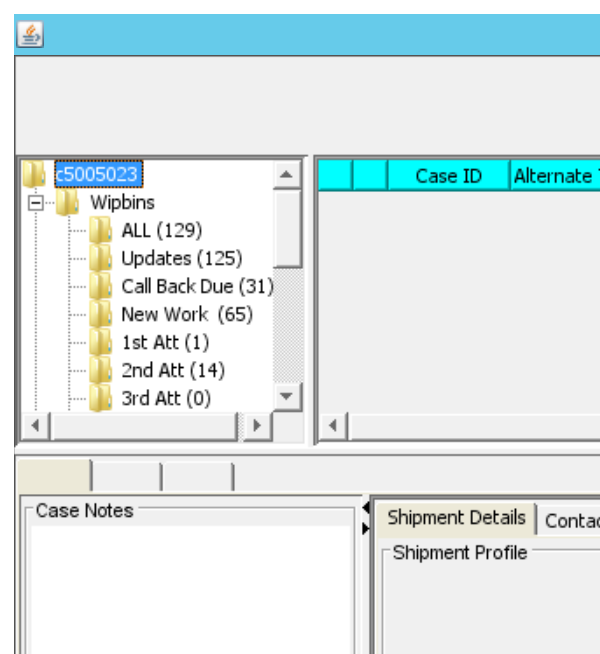 c5005023
Wipbins
ALL (129)
Updates (125)
Call Back Due (31)
New Work (65)
1st Att (1)
2nd Att (14)
3rd Att (0)
Case ID Alternate
Case Notes
Shipment Details
Shipment Profile